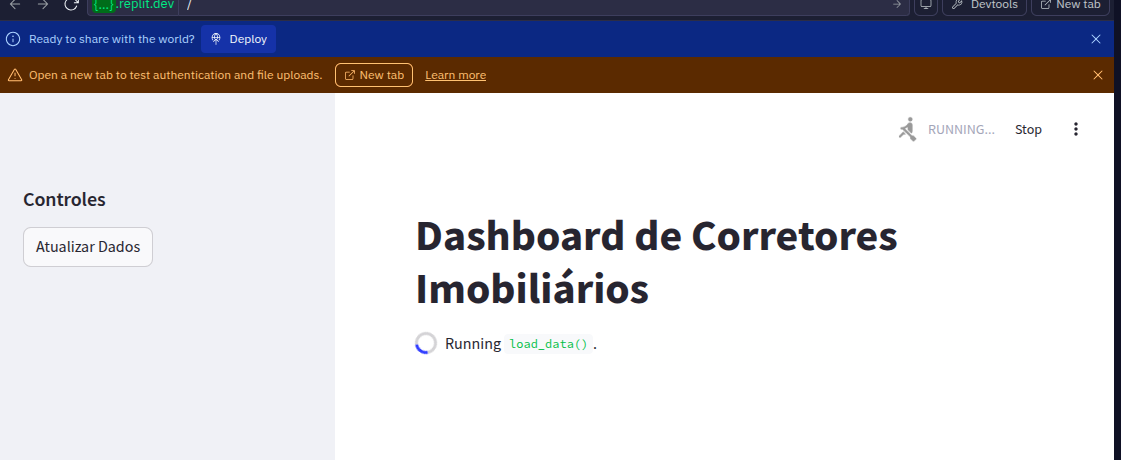 {...}.replit.dev /
Devtools
New tab
Ready to share with the world? Deploy
Open a new tab to test authentication and file uploads. New tab Learn more
RUNNING... Stop
Controles
Atualizar Dados
Dashboard de Corretores
Imobiliários
Running load_data().